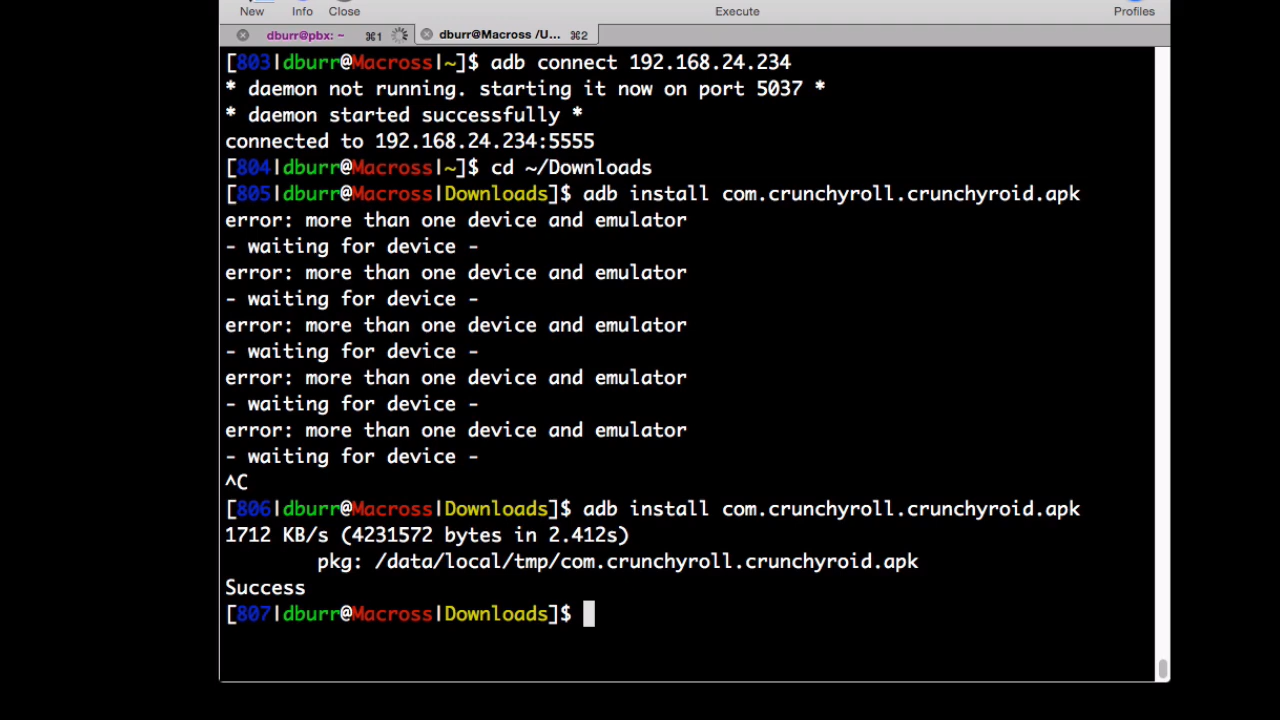 New Info Close Execute Profiles
dburr@pbx: ~ ⌘1 dburr@Macross /U... ⌘2
[803|dburr@Macross|~]$ adb connect 192.168.24.234
* daemon not running. starting it now on port 5037 *
* daemon started successfully *
connected to 192.168.24.234:5555
[804|dburr@Macross|~]$ cd ~/Downloads
[805|dburr@Macross|Downloads]$ adb install com.crunchyroll.crunchyroid.apk
error: more than one device and emulator
- waiting for device -
error: more than one device and emulator
- waiting for device -
error: more than one device and emulator
- waiting for device -
error: more than one device and emulator
- waiting for device -
error: more than one device and emulator
- waiting for device -
^C
[806|dburr@Macross|Downloads]$ adb install com.crunchyroll.crunchyroid.apk
1712 KB/s (4231572 bytes in 2.412s)
pkg: /data/local/tmp/com.crunchyroll.crunchyroid.apk
Success
[807|dburr@Macross|Downloads]$